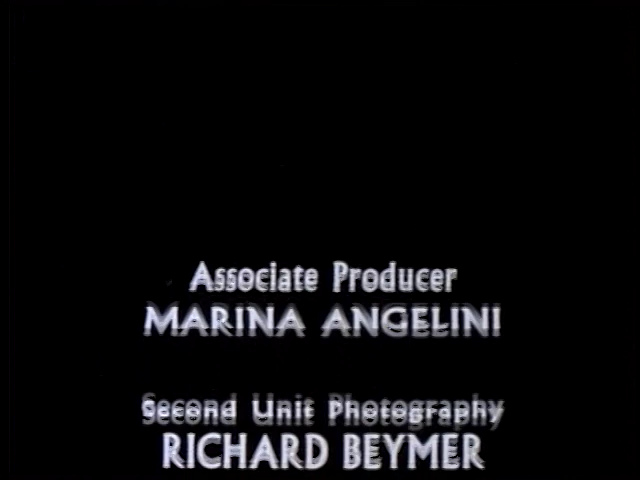 Associate Producer
MARINA ANGELINI
Second Unit Photography
RICHARD BEYMER